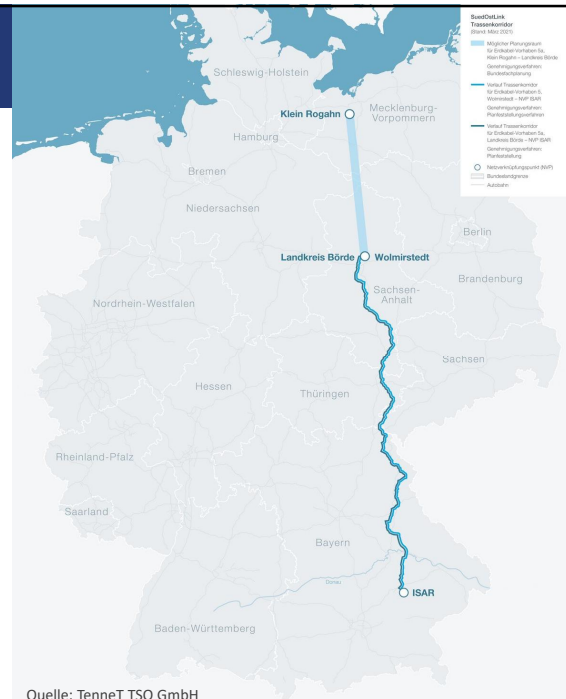 SuedOstLink
Trassenkorridor
(Stand: März 2021)
Möglicher Planungsraum
für Erdkabel-Vorhaben 5a,
Klein Rogahn – Landkreis Börde
Genehmigungsverfahren:
Bundesfachplanung
Verlauf Trassenkorridor
für Erdkabel-Vorhaben 5,
Wolmirstedt – NVP ISAR
Genehmigungsverfahren:
Planfeststellungsverfahren
Verlauf Trassenkorridor
für Erdkabel-Vorhaben 5a,
Landkreis Börde – NVP ISAR
Genehmigungsverfahren:
Planfeststellung
Netzverknüpfungspunkt (NVP)
Bundeslandgrenze
Autobahn
Schleswig-Holstein
Klein Rogahn
Mecklenburg-
Vorpommern
Hamburg
Bremen
Niedersachsen
Berlin
Landkreis Börde
Wolmirstedt
Brandenburg
Sachsen-
Anhalt
Nordrhein-Westfalen
Sachsen
Hessen
Thüringen
Rheinland-Pfalz
Saarland
Bayern
Donau
ISAR
Baden-Württemberg
Quelle: TenneT TSO GmbH